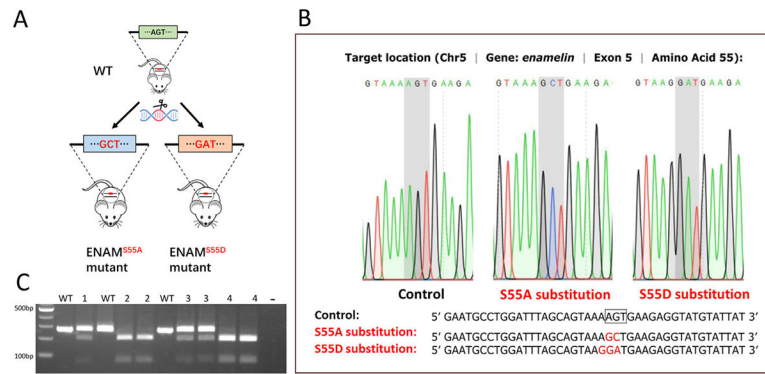 A
···AGT···
WT
···GCT···
···GAT···
ENAMS55A
mutant
ENAMS55D
mutant
B
Target location (Chr5 | Gene: enamelin | Exon 5 | Amino Acid 55):
G T A A A A G T G A A G A
G T A A A G C T G A A G A
G T A A G G A T G A A G A
Control
S55A substitution
S55D substitution
Control: 5’ GAATGCCTGGATTTAGCAGTAAAAGTGAAGAGGTATGTATTAT 3’
S55A substitution: 5’ GAATGCCTGGATTTAGCAGTAAAGCTGAAGAGGTATGTATTAT 3’
S55D substitution: 5’ GAATGCCTGGATTTAGCAGTAAGGATGAAGAGGTATGTATTAT 3’
C
WT 1 WT 2 2 WT 3 3 4 4 –
500bp
100bp